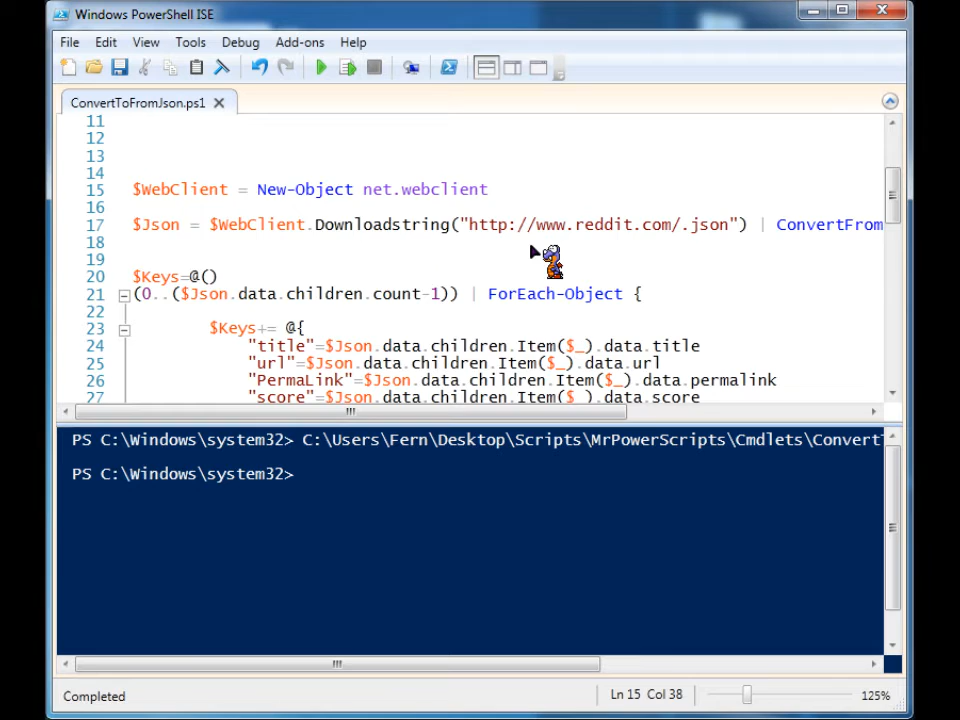 Windows PowerShell ISE
File Edit View Tools Debug Add-ons Help
ConvertToFromJson.ps1
11
12
13
14
15 $WebClient = New-Object net.webclient
16
17 $Json = $WebClient.Downloadstring("http://www.reddit.com/.json") | ConvertFrom
18
19
20 $Keys=@()
21 (0..($Json.data.children.count-1)) | ForEach-Object {
22
23 $Keys+= @{
24 "title"=$Json.data.children.Item($_).data.title
25 "url"=$Json.data.children.Item($_).data.url
26 "PermaLink"=$Json.data.children.Item($_).data.permalink
27 "score"=$Json.data.children.Item($_).data.score
PS C:\Windows\system32> C:\Users\Fern\Desktop\Scripts\MrPowerScripts\Cmdlets\ConvertT
PS C:\Windows\system32>
Completed
Ln 15 Col 38
125%